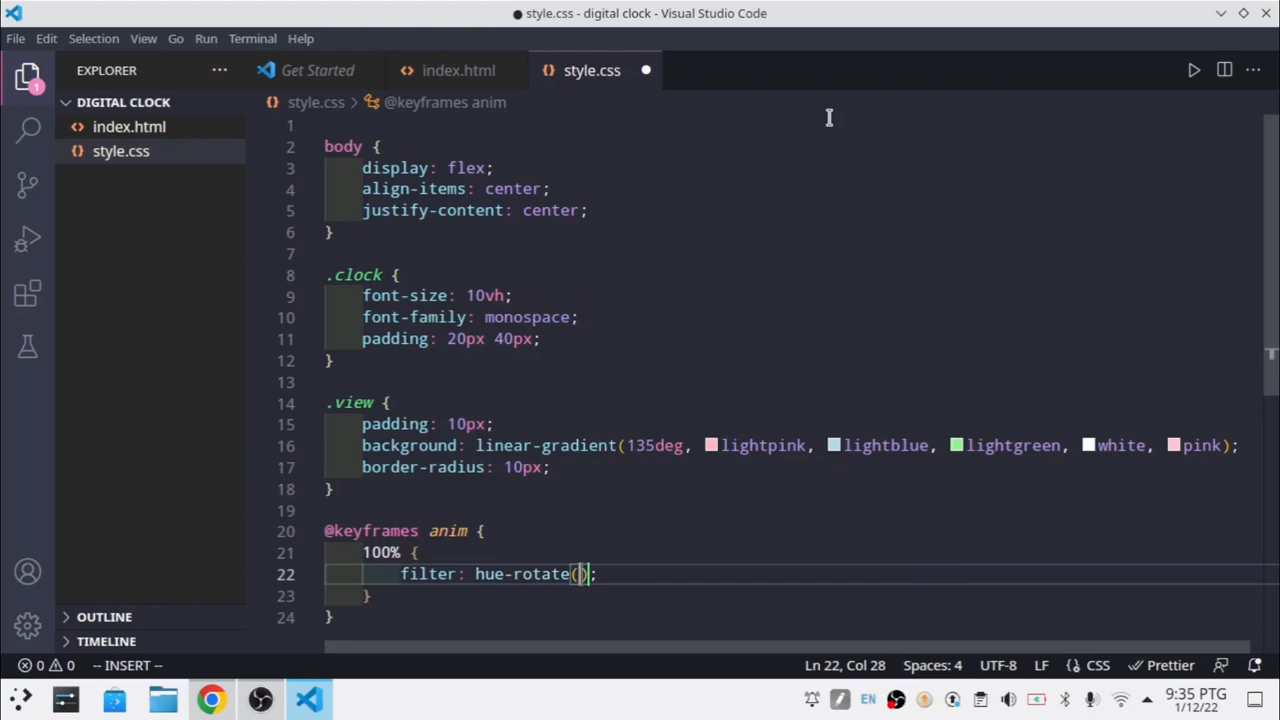 style.css - digital clock - Visual Studio Code
File Edit Selection View Go Run Terminal Help
EXPLORER
Get Started
index.html
style.css
1
DIGITAL CLOCK
index.html
style.css
style.css
@keyframes anim
1
2 body {
3 display: flex;
4 align-items: center;
5 justify-content: center;
6 }
7
8 .clock {
9 font-size: 10vh;
10 font-family: monospace;
11 padding: 20px 40px;
12 }
13
14 .view {
15 padding: 10px;
16 background: linear-gradient(135deg, lightpink, lightblue, lightgreen, white, pink);
17 border-radius: 10px;
18 }
19
20 @keyframes anim {
21 100% {
22 filter: hue-rotate();
23 }
24 }
OUTLINE
TIMELINE
0 0 -- INSERT -- Ln 22, Col 28 Spaces: 4 UTF-8 LF CSS Prettier
EN 9:35 PTG
1/12/22